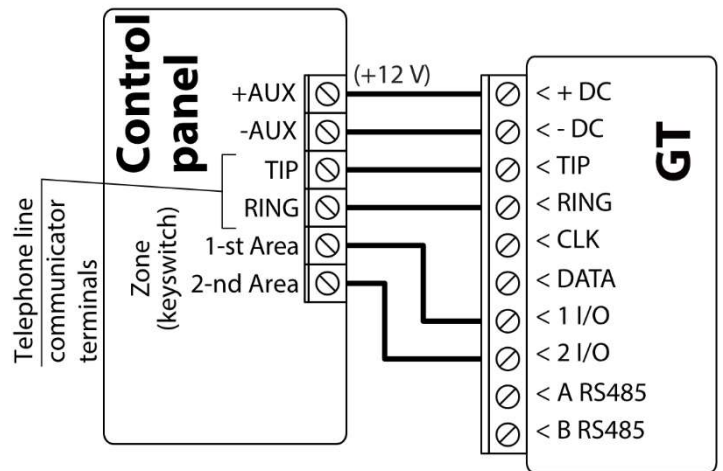 Control
panel
+AUX
-AUX
TIP
RING
1-st Area
2-nd Area
Zone
(keyswitch)
Telephone line
communicator
terminals
(+12 V)
< + DC
< - DC
< TIP
< RING
< CLK
< DATA
< 1 I/O
< 2 I/O
< A RS485
< B RS485
GT